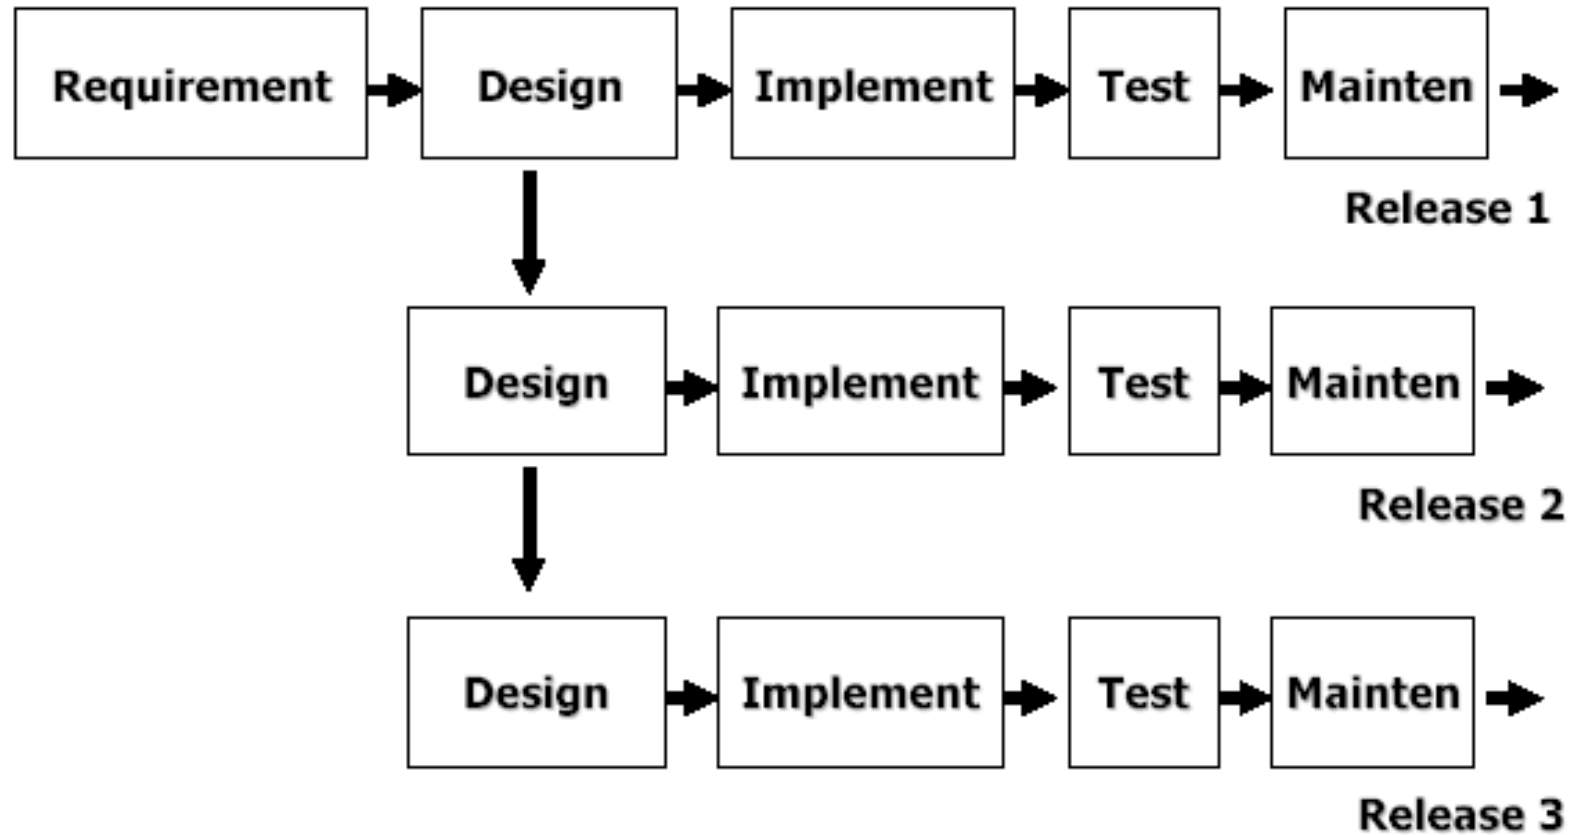 Requirement Design Implement Test Mainten
Release 1
Design Implement Test Mainten
Release 2
Design Implement Test Mainten
Release 3